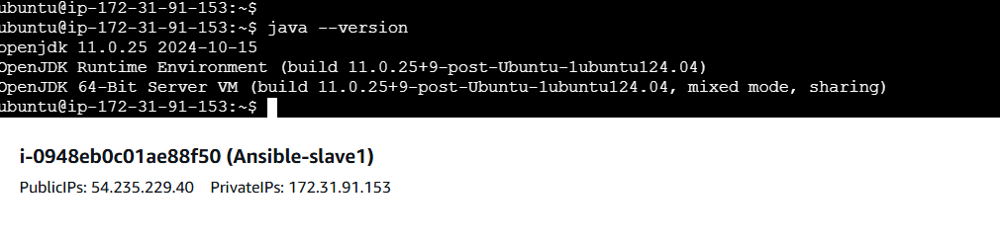 ubuntu@ip-172-31-91-153:~$
ubuntu@ip-172-31-91-153:~$ java --version
openjdk 11.0.25 2024-10-15
OpenJDK Runtime Environment (build 11.0.25+9-post-Ubuntu-1ubuntu124.04)
OpenJDK 64-Bit Server VM (build 11.0.25+9-post-Ubuntu-1ubuntu124.04, mixed mode, sharing)
ubuntu@ip-172-31-91-153:~$
i-0948eb0c01ae88f50 (Ansible-slave1)
PublicIPs: 54.235.229.40 PrivateIPs: 172.31.91.153